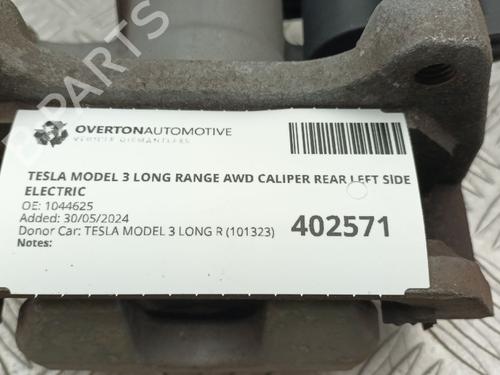 B-PARTS
OVERTONAUTOMOTIVE
VEHICLE DISMANTLERS
TESLA MODEL 3 LONG RANGE AWD CALIPER REAR LEFT SIDE
ELECTRIC
OE: 1044625
Added: 30/05/2024
Donor Car: TESLA MODEL 3 LONG R (101323)
Notes:
402571